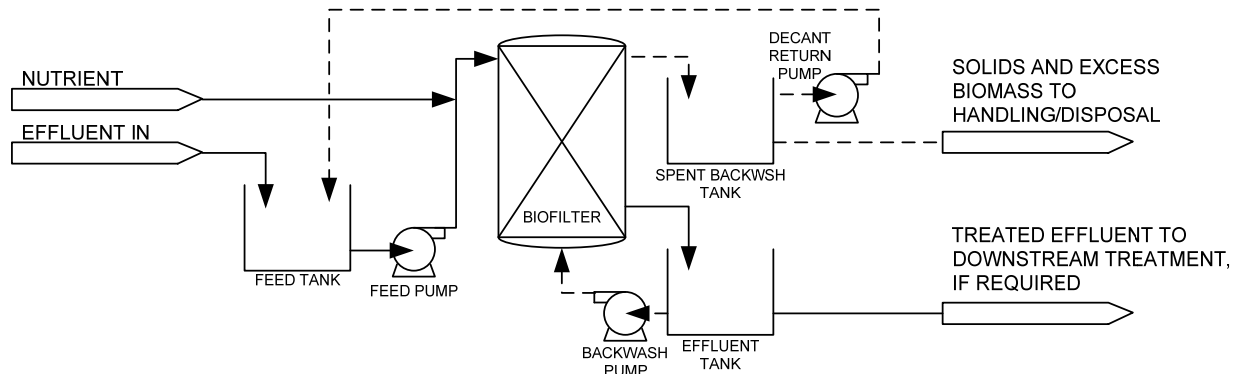 NUTRIENT
EFFLUENT IN
FEED TANK
FEED PUMP
BIOFILTER
DECANT
RETURN
PUMP
SPENT BACKWSH
TANK
BACKWASH
PUMP
EFFLUENT
TANK
SOLIDS AND EXCESS
BIOMASS TO
HANDLING/DISPOSAL
TREATED EFFLUENT TO
DOWNSTREAM TREATMENT,
IF REQUIRED